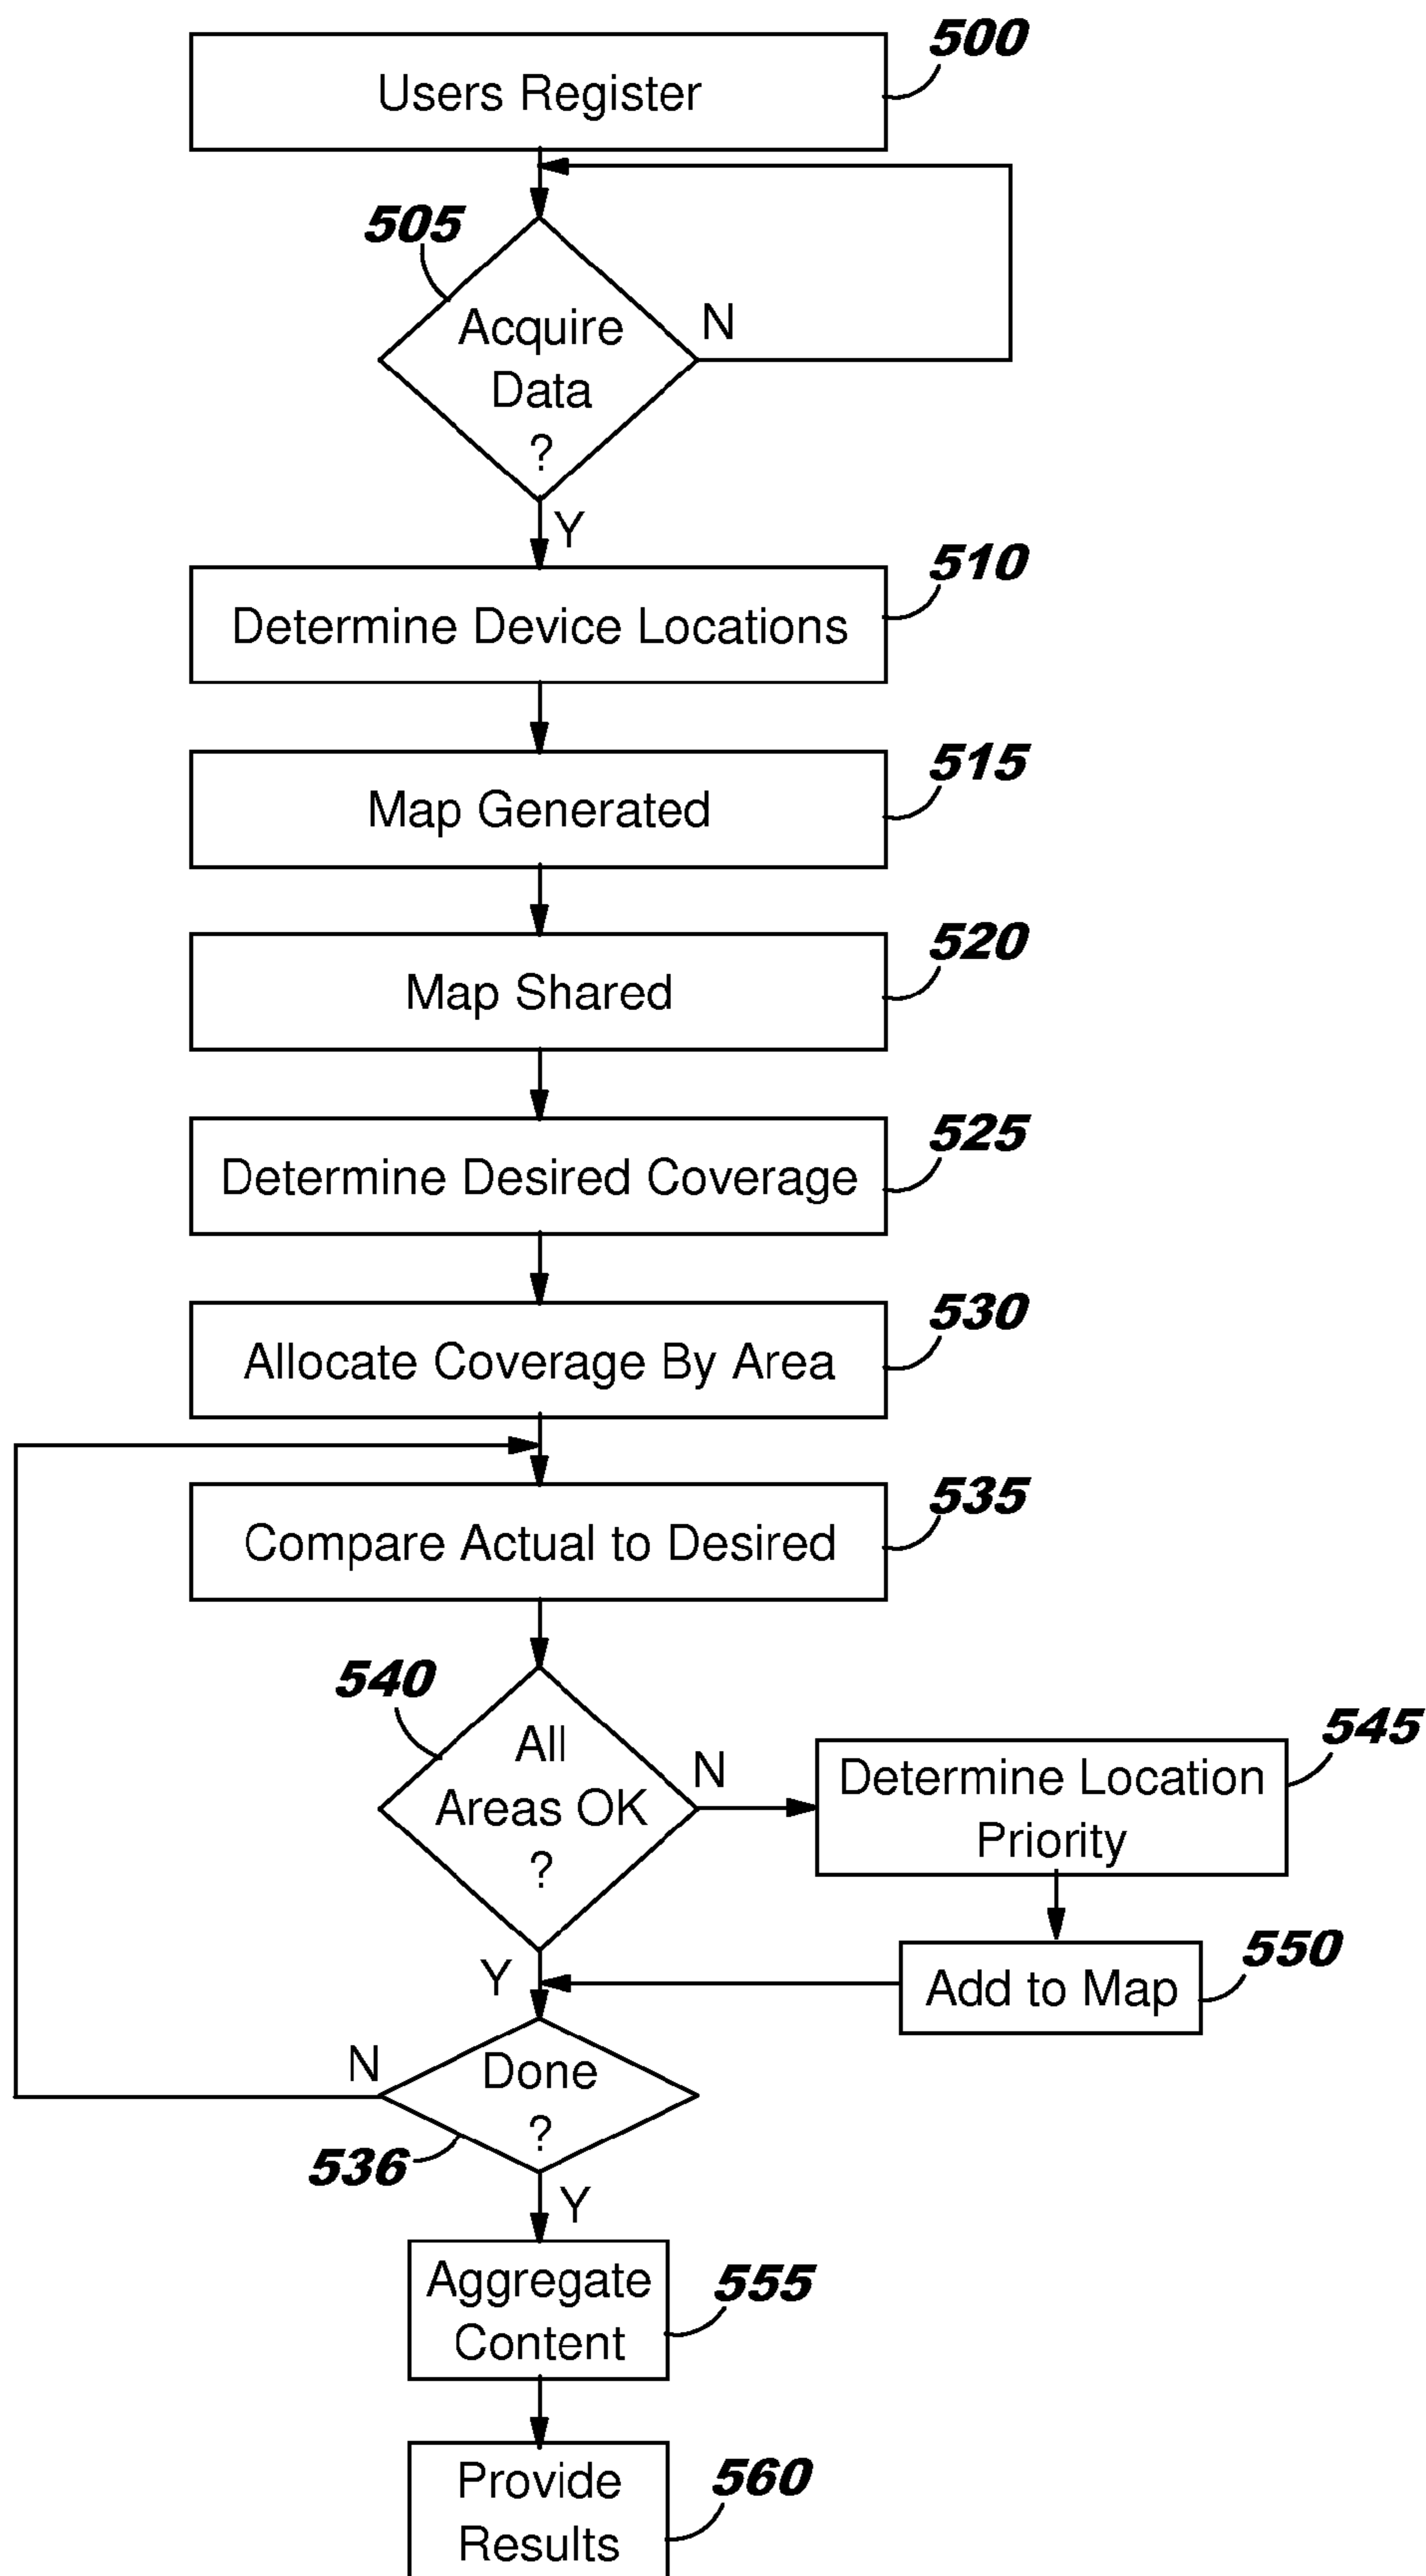 500
Users Register
505
Acquire
Data
?
N
Y
510
Determine Device Locations
515
Map Generated
520
Map Shared
525
Determine Desired Coverage
530
Allocate Coverage By Area
535
Compare Actual to Desired
540
All
Areas OK
?
N
545
Determine Location
Priority
Y
550
Add to Map
N
Done
?
536
Y
Aggregate
Content
555
Provide
Results
560